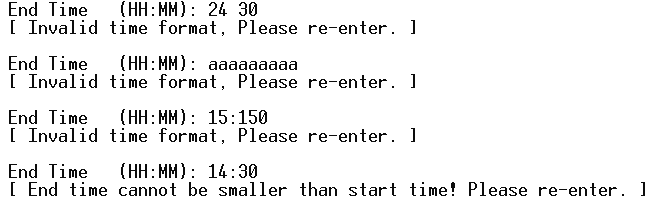 End Time   (HH:MM): 24 30
[ Invalid time format, Please re-enter. ]
End Time   (HH:MM): aaaaaaaaa
[ Invalid time format, Please re-enter. ]
End Time   (HH:MM): 15:150
[ Invalid time format, Please re-enter. ]
End Time   (HH:MM): 14:30
[ End time cannot be smaller than start time! Please re-enter. ]